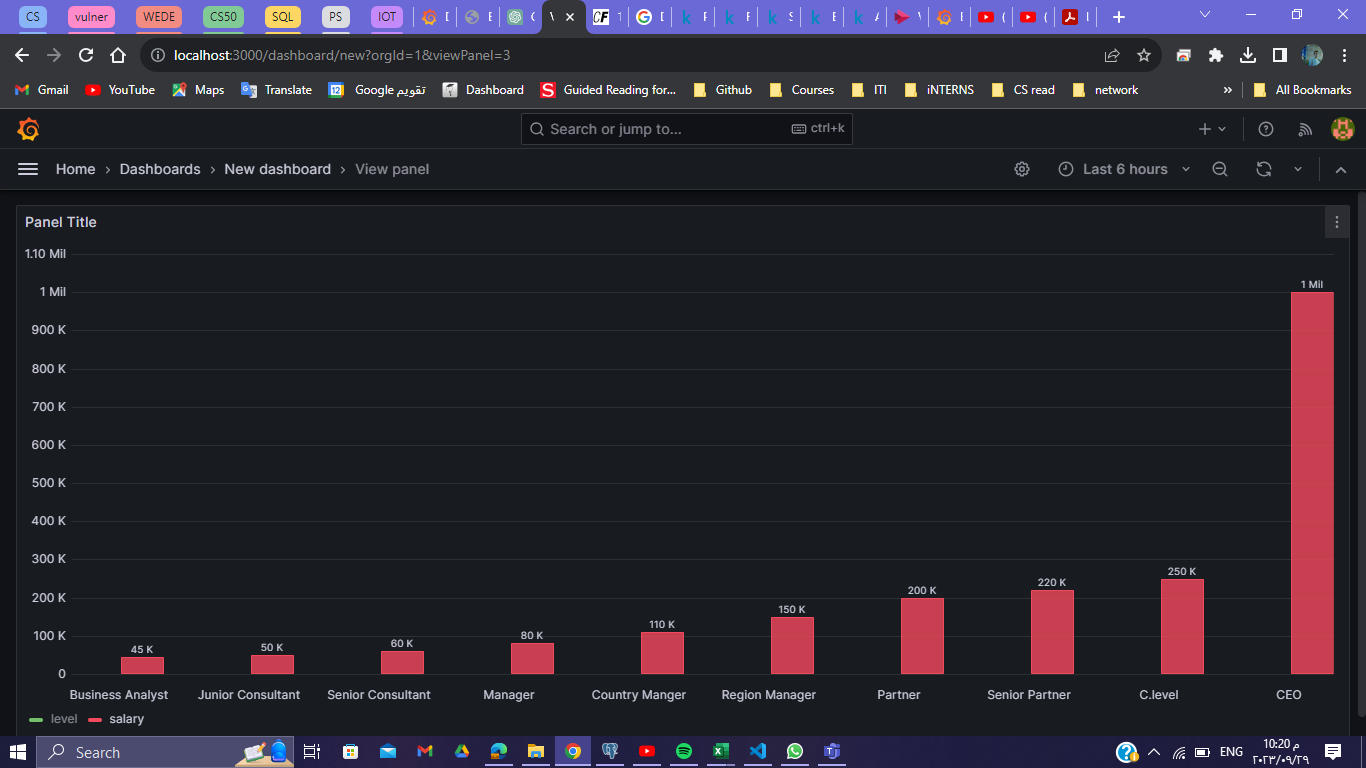 CS vulner WEDE CS50 SQL PS IOT
localhost:3000/dashboard/new?orgId=1&viewPanel=3
Gmail YouTube Maps Translate Google تقويم Dashboard Guided Reading for... Github Courses ITI iNTERNS CS read network » All Bookmarks
Search or jump to... ctrl+k
Home › Dashboards › New dashboard › View panel Last 6 hours
Panel Title
1.10 Mil
1 Mil
900 K
800 K
700 K
600 K
500 K
400 K
300 K
200 K
100 K
0
45 K 50 K 60 K 80 K 110 K 150 K 200 K 220 K 250 K 1 Mil
Business Analyst Junior Consultant Senior Consultant Manager Country Manger Region Manager Partner Senior Partner C.level CEO
level salary
Search ENG 10:20 م
٢٠٢٣/٠٩/٢٩